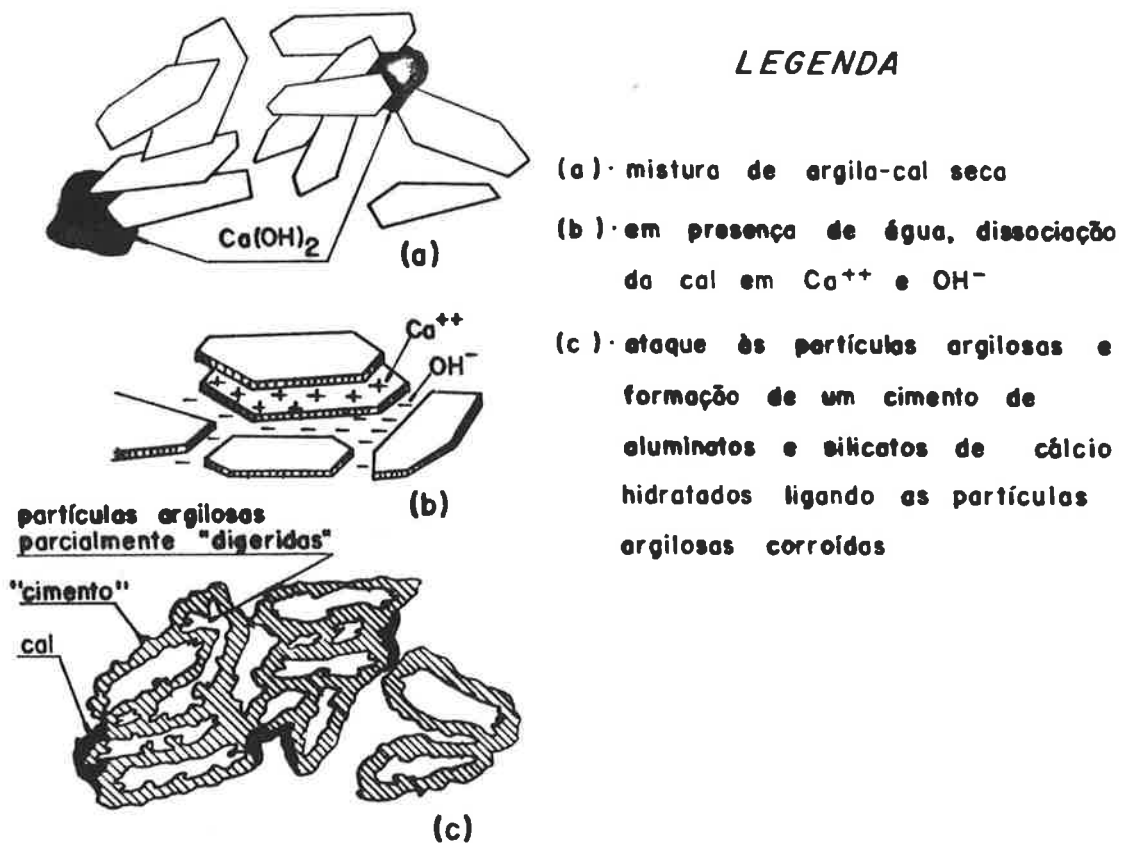 Ca(OH)₂
(a)
Ca⁺⁺
OH⁻
(b)
partículas argilosas
parcialmente "digeridas"
"cimento"
cal
(c)
LEGENDA
(a)· mistura de argila-cal seca
(b)· em presença de água, dissociação
da cal em Ca⁺⁺ e OH⁻
(c)· ataque às partículas argilosas e
formação de um cimento de
aluminatos e silicatos de cálcio
hidratados ligando as partículas
argilosas corroídas